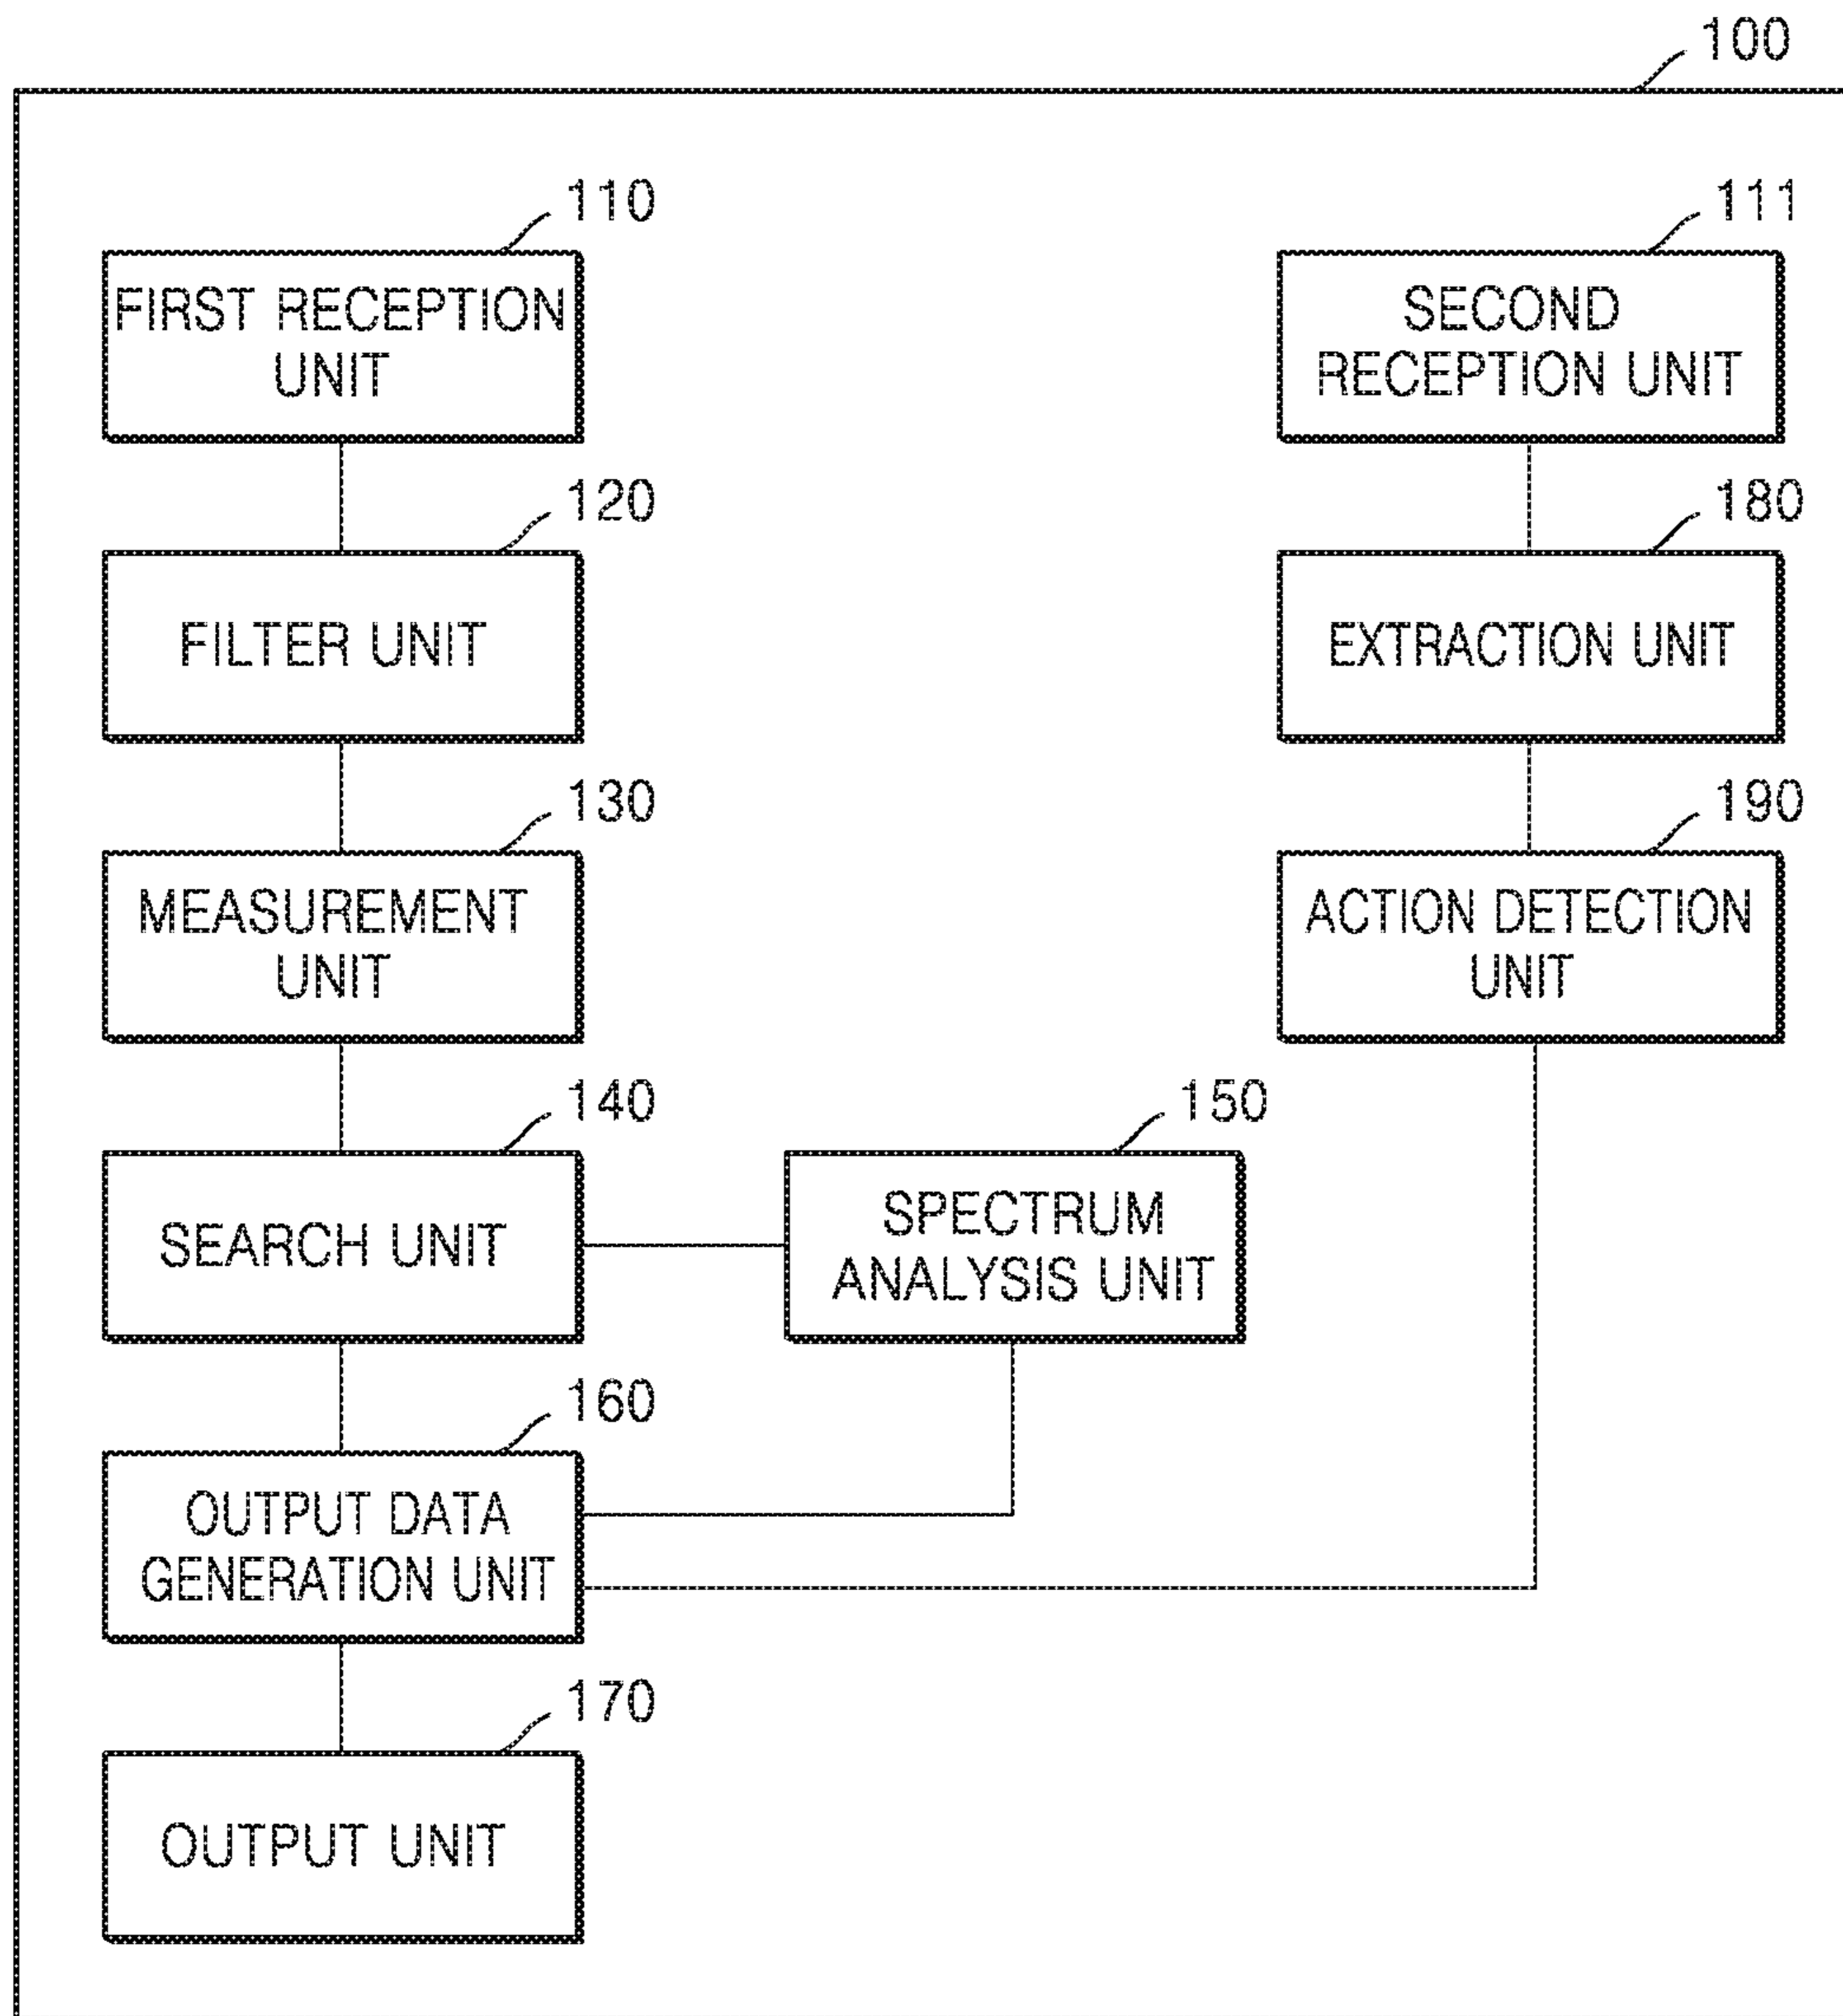 100
110
FIRST RECEPTION
UNIT
111
SECOND
RECEPTION UNIT
120
FILTER UNIT
180
EXTRACTION UNIT
130
MEASUREMENT
UNIT
190
ACTION DETECTION
UNIT
140
SEARCH UNIT
150
SPECTRUM
ANALYSIS UNIT
160
OUTPUT DATA
GENERATION UNIT
170
OUTPUT UNIT